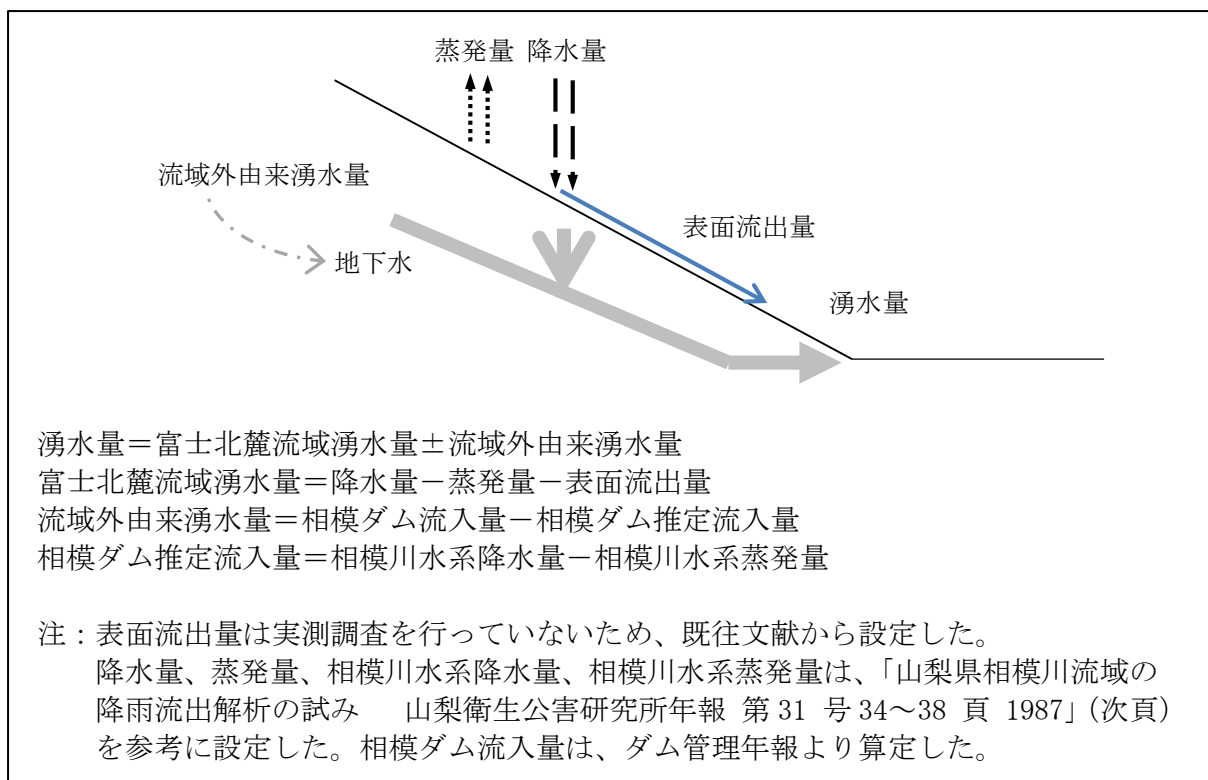 蒸発量 降水量
流域外由来湧水量
表面流出量
地下水
湧水量
湧水量＝富士北麓流域湧水量±流域外由来湧水量
富士北麓流域湧水量＝降水量－蒸発量－表面流出量
流域外由来湧水量＝相模ダム流入量－相模ダム推定流入量
相模ダム推定流入量＝相模川水系降水量－相模川水系蒸発量
注：表面流出量は実測調査を行っていないため、既往文献から設定した。
降水量、蒸発量、相模川水系降水量、相模川水系蒸発量は、「山梨県相模川流域の
降雨流出解析の試み　山梨衛生公害研究所年報 第 31 号 34～38 頁 1987」（次頁）
を参考に設定した。相模ダム流入量は、ダム管理年報より算定した。